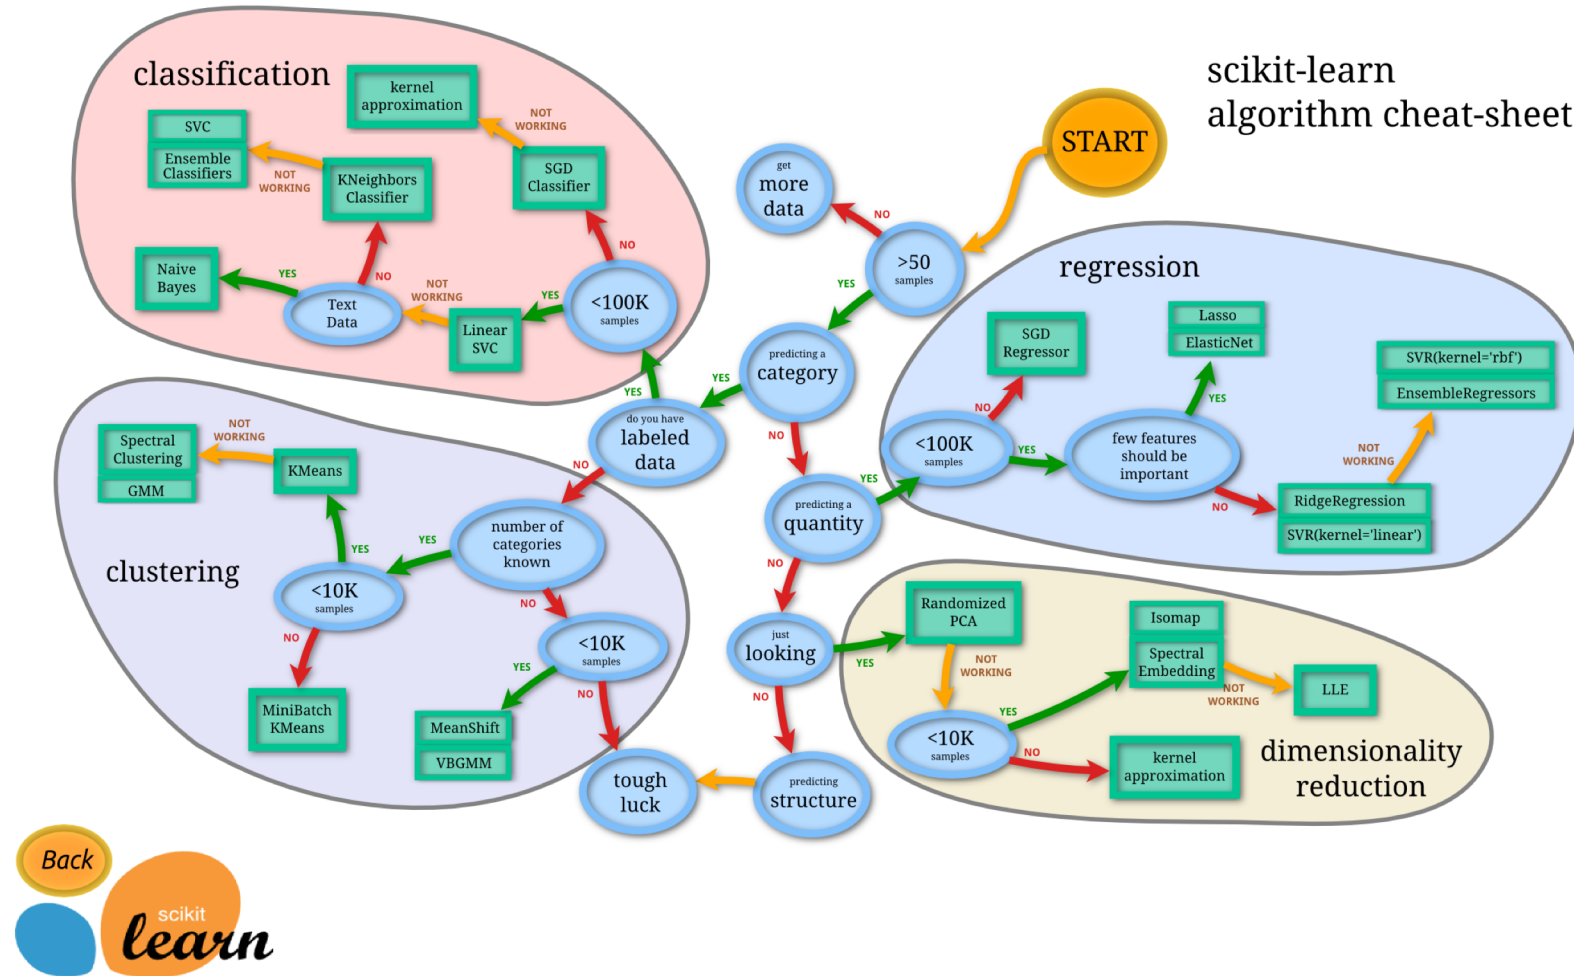 scikit-learn
algorithm cheat-sheet
START
get
more
data
NO
>50
samples
YES
predicting a
category
YES
NO
do you have
labeled
data
YES
NO
predicting a
quantity
YES
NO
just
looking
YES
NO
predicting
structure
tough
luck
classification
kernel
approximation
NOT
WORKING
SGD
Classifier
NO
<100K
samples
YES
Linear
SVC
NOT
WORKING
Text
Data
YES
Naive
Bayes
NO
KNeighbors
Classifier
NOT
WORKING
SVC
Ensemble
Classifiers
regression
SGD
Regressor
NO
<100K
samples
YES
few features
should be
important
YES
Lasso
ElasticNet
NO
RidgeRegression
SVR(kernel='linear')
NOT
WORKING
SVR(kernel='rbf')
EnsembleRegressors
clustering
number of
categories
known
YES
NO
<10K
samples
YES
KMeans
NOT
WORKING
Spectral
Clustering
GMM
NO
MiniBatch
KMeans
<10K
samples
YES
MeanShift
VBGMM
NO
dimensionality
reduction
Randomized
PCA
NOT
WORKING
<10K
samples
YES
Isomap
Spectral
Embedding
NOT
WORKING
LLE
NO
kernel
approximation
Back
scikit
learn